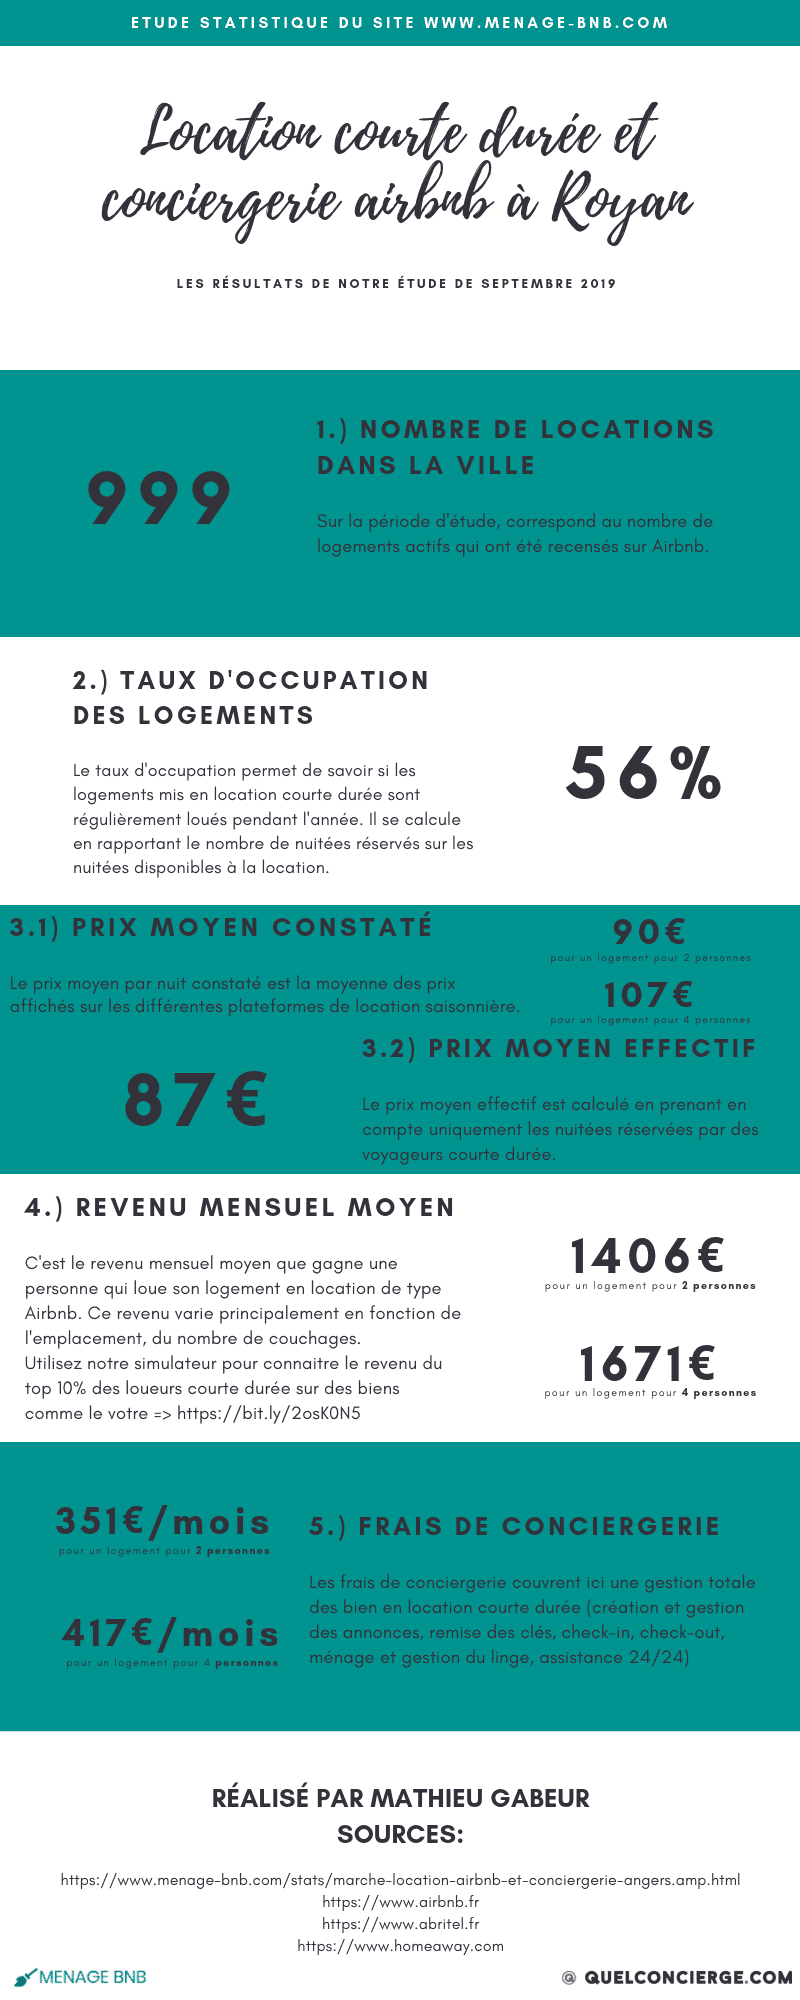 ETUDE STATISTIQUE DU SITE WWW.MENAGE-BNB.COM
Location courte durée et
conciergerie airbnb à Royan
LES RÉSULTATS DE NOTRE ÉTUDE DE SEPTEMBRE 2019
999
1.) NOMBRE DE LOCATIONS
DANS LA VILLE
Sur la période d'étude, correspond au nombre de
logements actifs qui ont été recensés sur Airbnb.
2.) TAUX D'OCCUPATION
DES LOGEMENTS
Le taux d'occupation permet de savoir si les
logements mis en location courte durée sont
régulièrement loués pendant l'année. Il se calcule
en rapportant le nombre de nuitées réservés sur les
nuitées disponibles à la location.
56%
3.1) PRIX MOYEN CONSTATÉ
Le prix moyen par nuit constaté est la moyenne des prix
affichés sur les différentes plateformes de location saisonnière.
90€
pour un logement pour 2 personnes
107€
pour un logement pour 4 personnes
87€
3.2) PRIX MOYEN EFFECTIF
Le prix moyen effectif est calculé en prenant en
compte uniquement les nuitées réservées par des
voyageurs courte durée.
4.) REVENU MENSUEL MOYEN
C'est le revenu mensuel moyen que gagne une
personne qui loue son logement en location de type
Airbnb. Ce revenu varie principalement en fonction de
l'emplacement, du nombre de couchages.
Utilisez notre simulateur pour connaitre le revenu du
top 10% des loueurs courte durée sur des biens
comme le votre => https://bit.ly/2osK0N5
1406€
pour un logement pour 2 personnes
1671€
pour un logement pour 4 personnes
351€/mois
pour un logement pour 2 personnes
417€/mois
pour un logement pour 4 personnes
5.) FRAIS DE CONCIERGERIE
Les frais de conciergerie couvrent ici une gestion totale
des bien en location courte durée (création et gestion
des annonces, remise des clés, check-in, check-out,
ménage et gestion du linge, assistance 24/24)
RÉALISÉ PAR MATHIEU GABEUR
SOURCES:
https://www.menage-bnb.com/stats/marche-location-airbnb-et-conciergerie-angers.amp.html
https://www.airbnb.fr
https://www.abritel.fr
https://www.homeaway.com
MENAGE BNB
@ QUELCONCIERGE.COM